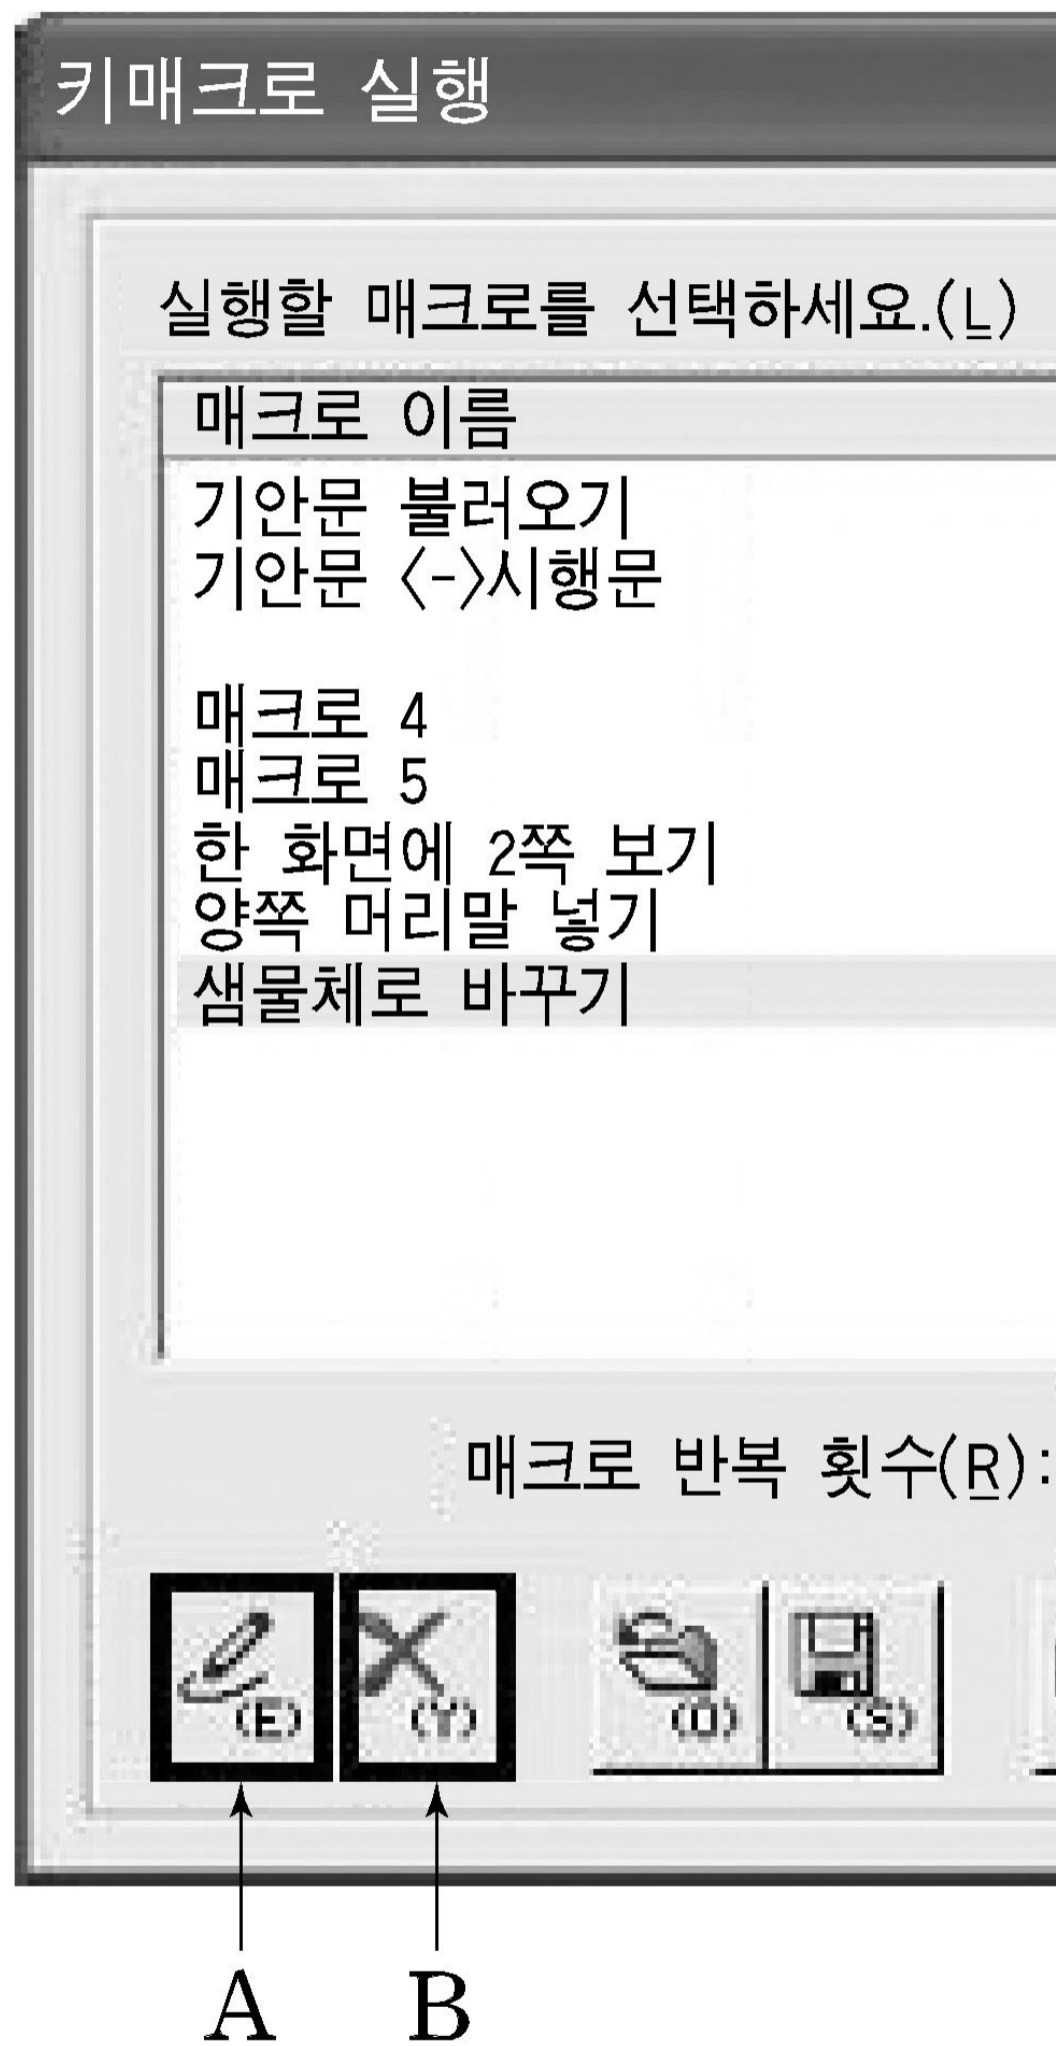 키매크로 실행
실행할 매크로를 선택하세요.(L)
매크로 이름
기안문 불러오기
기안문 〈-〉시행문
매크로 4
매크로 5
한 화면에 2쪽 보기
양쪽 머리말 넣기
샘물체로 바꾸기
매크로 반복 횟수(R):
(E) (Y) (O) (S)
A B